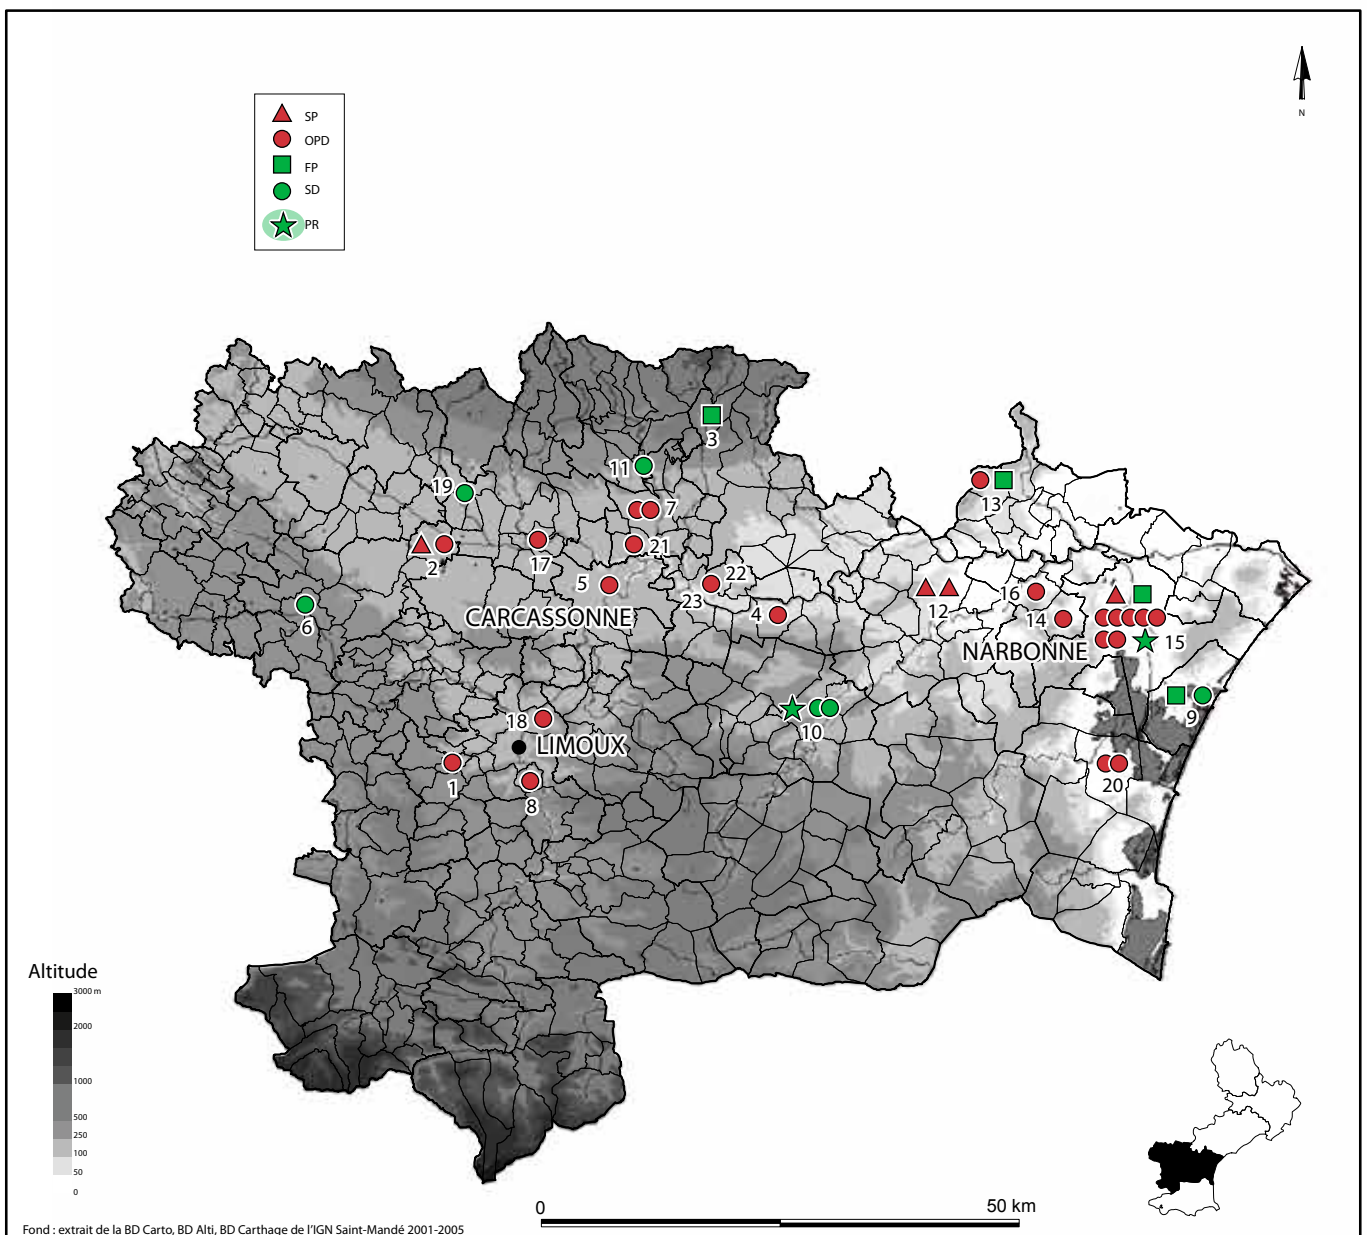 N
SP
OPD
FP
SD
PR
3
11
19
7
13
2
17
21
5
22
23
4
12
16
14
6
CARCASSONNE
NARBONNE
15
18
LIMOUX
10
9
1
8
20
Altitude
3000 m
2000
1000
500
250
100
50
0
0
50 km
Fond : extrait de la BD Carto, BD Alti, BD Carthage de l'IGN Saint-Mandé 2001-2005